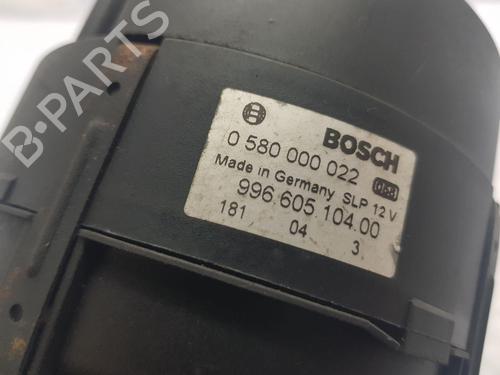 B-PARTS
BOSCH
0 580 000 022
Made in Germany SLP 12 V
996.605.104.00
181 04 3